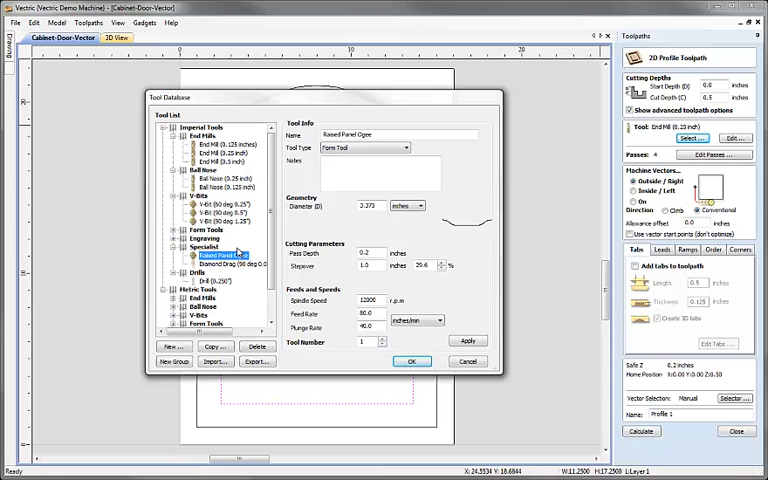 Vectric {Vectric Demo Machine} - [Cabinet-Door-Vector]
File Edit Model Toolpaths View Gadgets Help
Cabinet-Door-Vector 3D View
Drawing
0 10 20
20
0
Tool Database
Tool List
Imperial Tools
End Mills
End Mill (0.125 inches)
End Mill (0.25 inch)
End Mill (0.5 inch)
Ball Nose
Ball Nose (0.25 inch)
Ball Nose (0.125 inch)
V-Bits
V-Bit (60 deg 0.25")
V-Bit (90 deg 0.5")
V-Bit (90 deg 1.25")
Form Tools
Engraving
Specialist
Raised Panel
Diamond Drag (90 deg 0.0
Drills
Drill (0.250")
Metric Tools
End Mills
Ball Nose
V-Bits
Form Tools
New ... Copy ... Delete
New Group Import... Export...
Tool Info
Name Raised Panel Ogee
Tool Type Form Tool
Notes
Geometry
Diameter (D) 3.375 inches
Cutting Parameters
Pass Depth 0.2 inches
Stepover 1.0 inches 29.6 %
Feeds and Speeds
Spindle Speed 12000 r.p.m
Feed Rate 80.0
inches/min
Plunge Rate 40.0
Tool Number 1 Apply
OK Cancel
Toolpaths
2D Profile Toolpath
Cutting Depths
Start Depth (D) 0.0 inches
Cut Depth (C) 0.5 inches
Show advanced toolpath options
Tool: End Mill (0.25 inch)
Select ... Edit ...
Passes: 4 Edit Passes ...
Machine Vectors...
Outside / Right
Inside / Left
On
Direction Climb Conventional
Allowance offset 0.0 inches
Use vector start points (don't optimize)
Tabs Leads Ramps Order Corners
Add tabs to toolpath
Length 0.5 inches
Thickness 0.125 inches
Create 3D tabs
Edit Tabs ...
Safe Z 0.2 inches
Home Position X:0.00 Y:0.00 Z:0.50
Vector Selection: Manual Selector ...
Name: Profile 1
Calculate Close
Ready X: 24.5534 Y: 18.6844 W:11.2500 H:17.2500 L:Layer 1